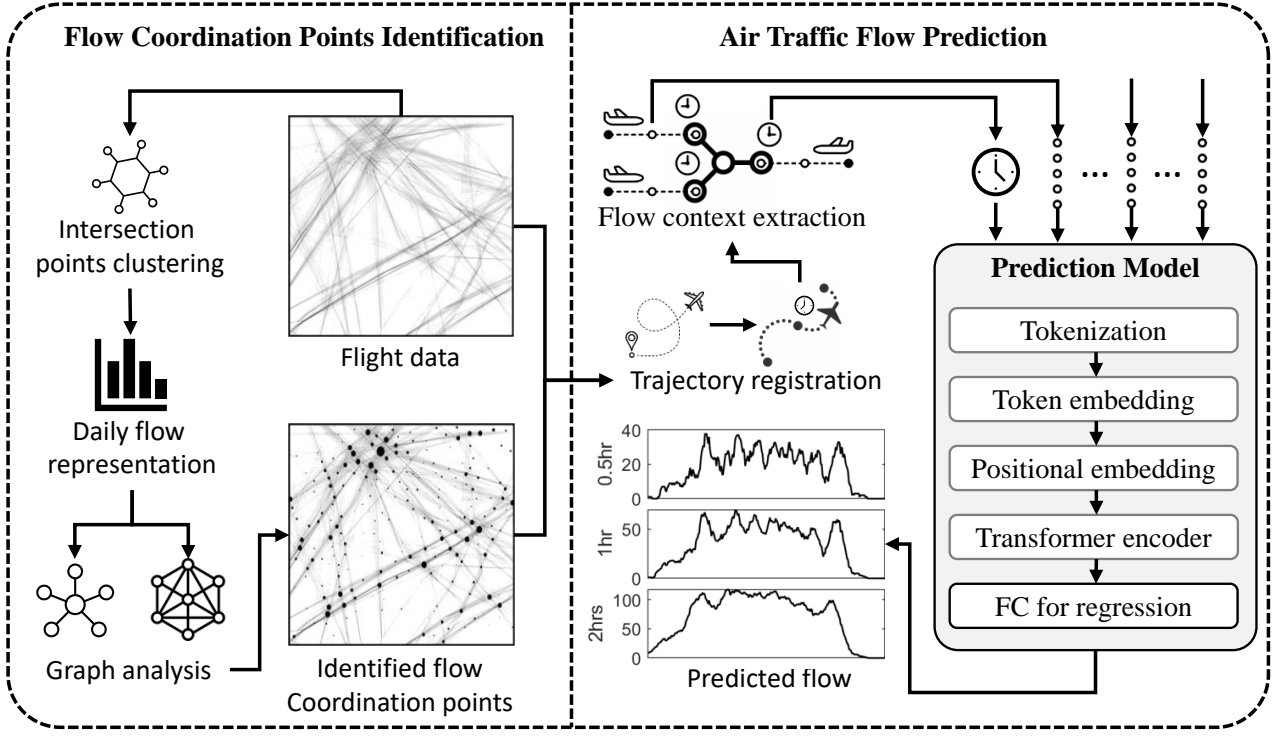 Flow Coordination Points Identification
Intersection
points clustering
Daily flow
representation
Graph analysis
Flight data
Identified flow
Coordination points
Air Traffic Flow Prediction
Flow context extraction
Trajectory registration
40
20
0
0.5hr
50
0
1hr
100
50
0
2hrs
Predicted flow
... ...
Prediction Model
Tokenization
Token embedding
Positional embedding
Transformer encoder
FC for regression